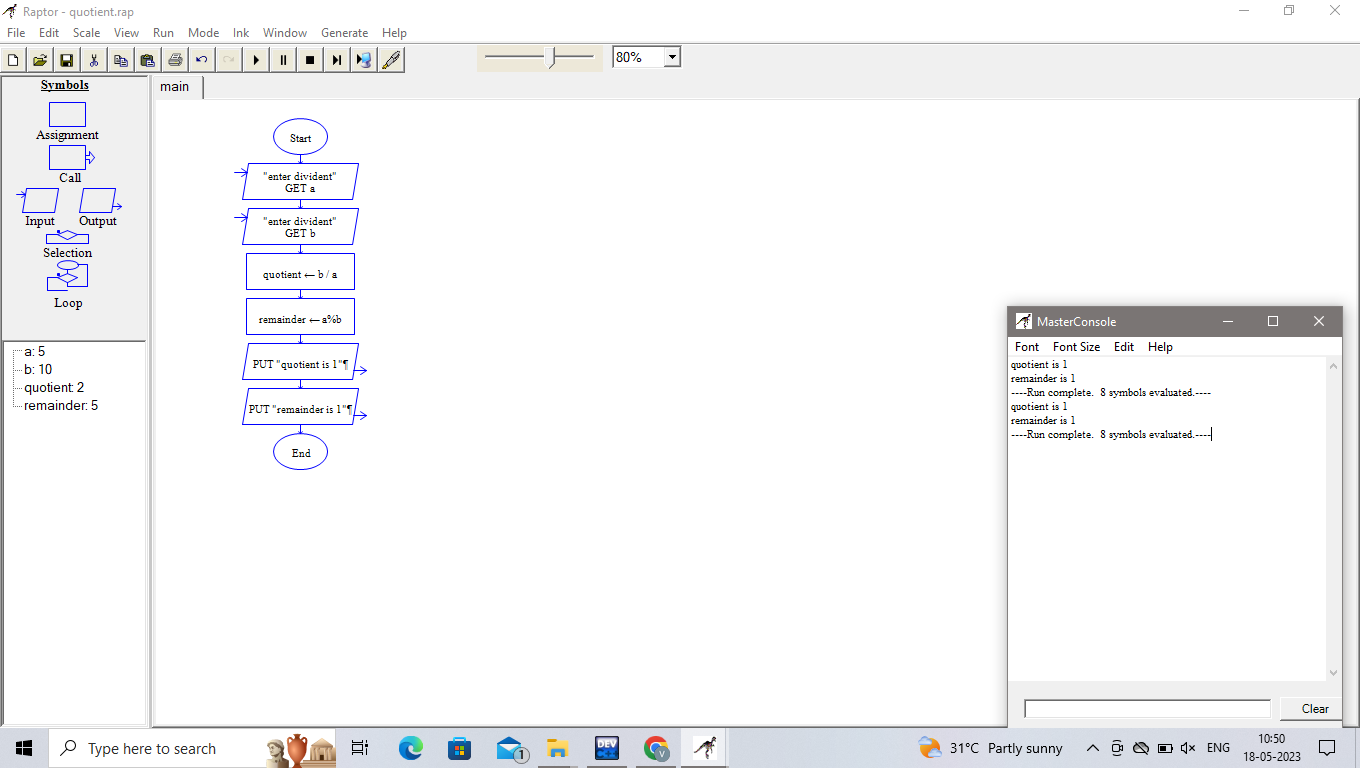 Raptor - quotient.rap
File Edit Scale View Run Mode Ink Window Generate Help
80%
Symbols
Assignment
Call
Input Output
Selection
Loop
a: 5
b: 10
quotient: 2
remainder: 5
main
Start
"enter divident"
GET a
"enter divident"
GET b
quotient ← b / a
remainder ← a%b
PUT "quotient is 1"¶
PUT "remainder is 1"¶
End
MasterConsole
Font Font Size Edit Help
quotient is 1
remainder is 1
----Run complete. 8 symbols evaluated.----
quotient is 1
remainder is 1
----Run complete. 8 symbols evaluated.----
Clear
Type here to search
1
DEV
V
31°C Partly sunny
ENG
10:50
18-05-2023